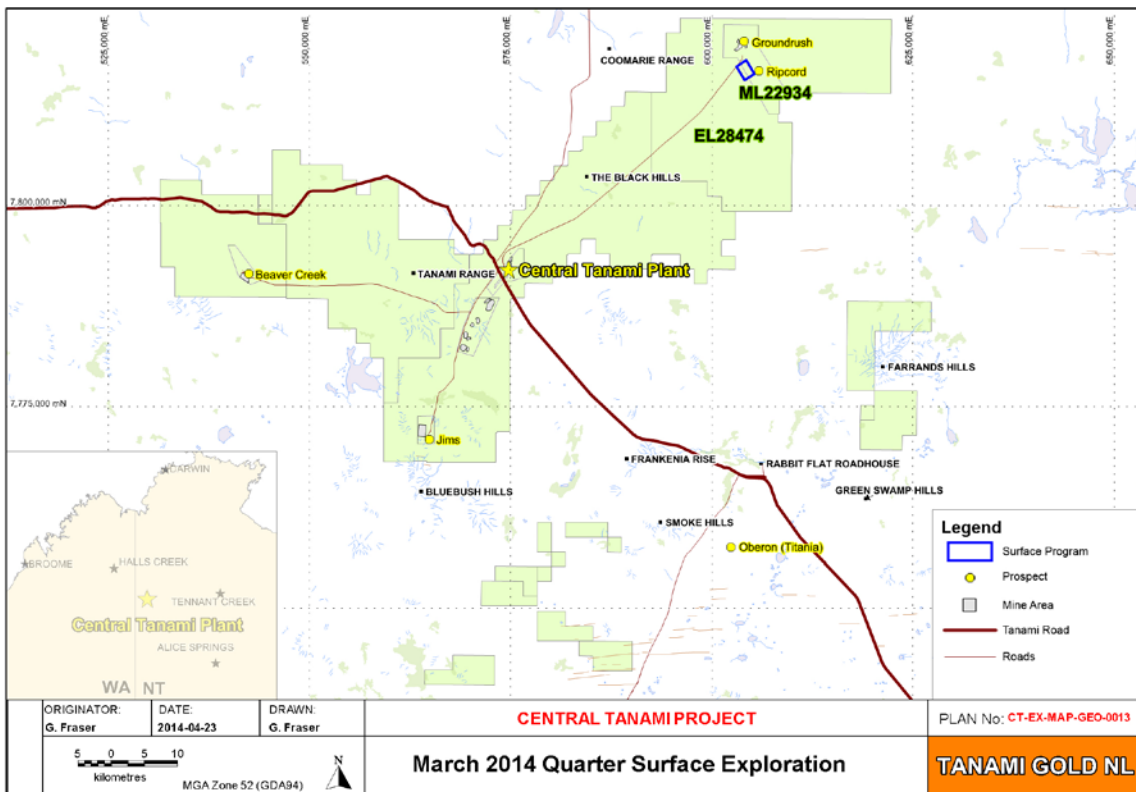 525,000 mE
550,000 mE
575,000 mE
600,000 mE
625,000 mE
650,000 mE
Groundrush
COOMARIE RANGE
Ripcord
ML22934
EL28474
THE BLACK HILLS
7,800,000 mN
Beaver Creek
TANAMI RANGE
Central Tanami Plant
FARRANDS HILLS
7,775,000 mN
Jims
FRANKENIA RISE
RABBIT FLAT ROADHOUSE
BLUEBUSH HILLS
GREEN SWAMP HILLS
SMOKE HILLS
Oberon (Titania)
DARWIN
BROOME
HALLS CREEK
TENNANT CREEK
Central Tanami Plant
ALICE SPRINGS
WA NT
Legend
Surface Program
Prospect
Mine Area
Tanami Road
Roads
ORIGINATOR:
G. Fraser
DATE:
2014-04-23
DRAWN:
G. Fraser
CENTRAL TANAMI PROJECT
PLAN No: CT-EX-MAP-GEO-0013
5 0 5 10
kilometres
MGA Zone 52 (GDA94)
N
March 2014 Quarter Surface Exploration
TANAMI GOLD NL